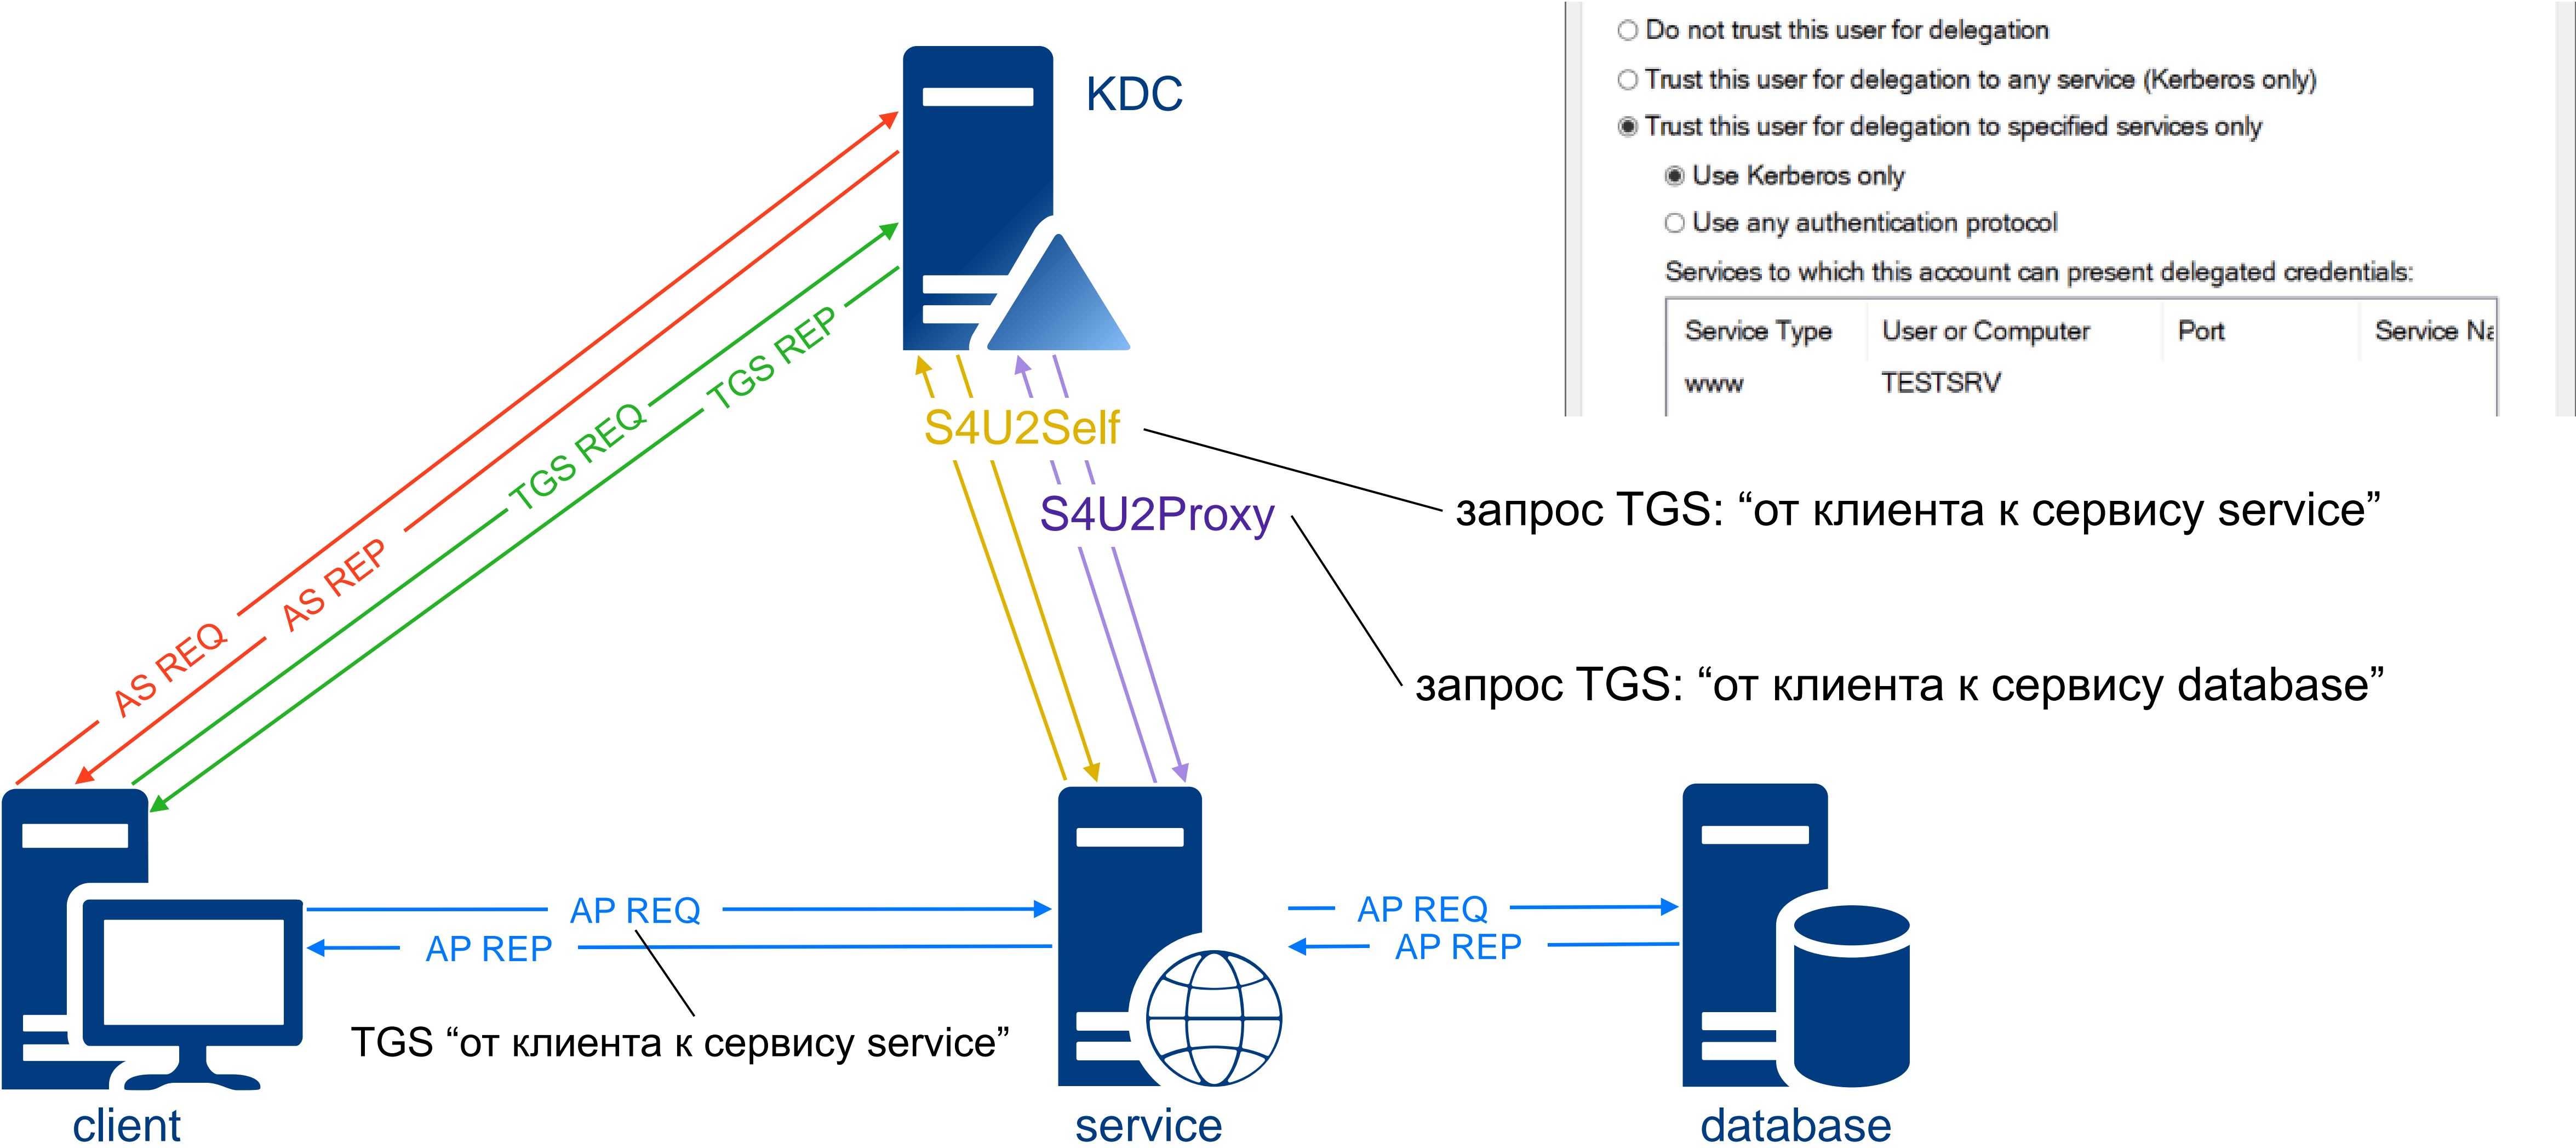 Do not trust this user for delegation
Trust this user for delegation to any service (Kerberos only)
Trust this user for delegation to specified services only
Use Kerberos only
Use any authentication protocol
Services to which this account can present delegated credentials:
Service Type User or Computer Port Service Na
www TESTSRV
KDC
AS REQ
AS REP
TGS REQ
TGS REP
S4U2Self
S4U2Proxy
запрос TGS: “от клиента к сервису service”
запрос TGS: “от клиента к сервису database”
AP REQ
AP REP
TGS “от клиента к сервису service”
AP REQ
AP REP
client
service
database